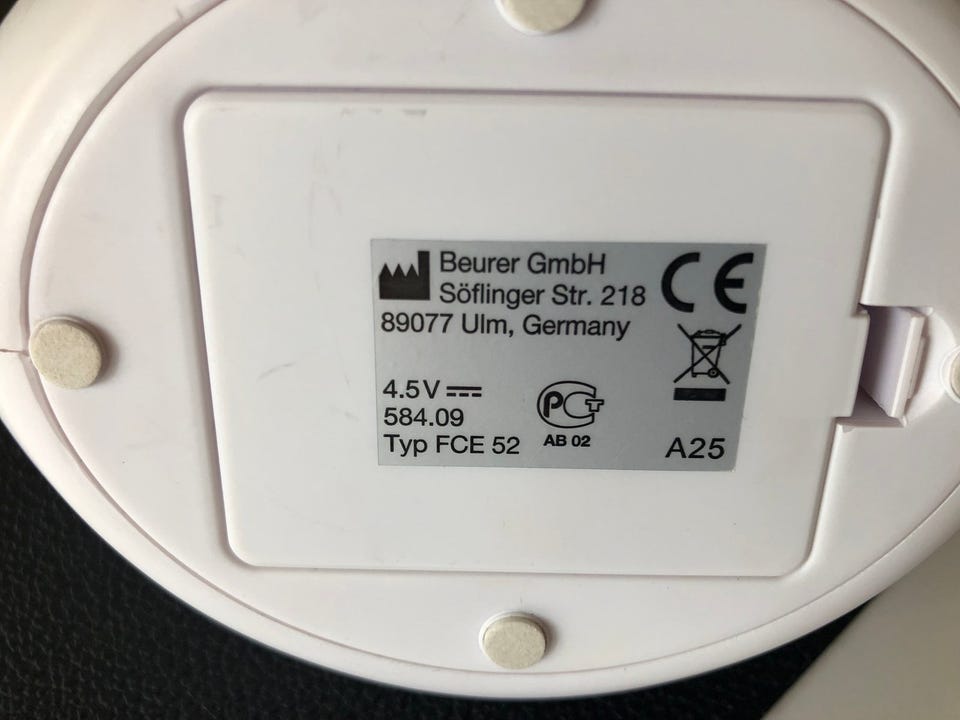 Beurer GmbH
Söflinger Str. 218
89077 Ulm, Germany
CE
4.5V
584.09
Typ FCE 52
PCT
AB 02
A25